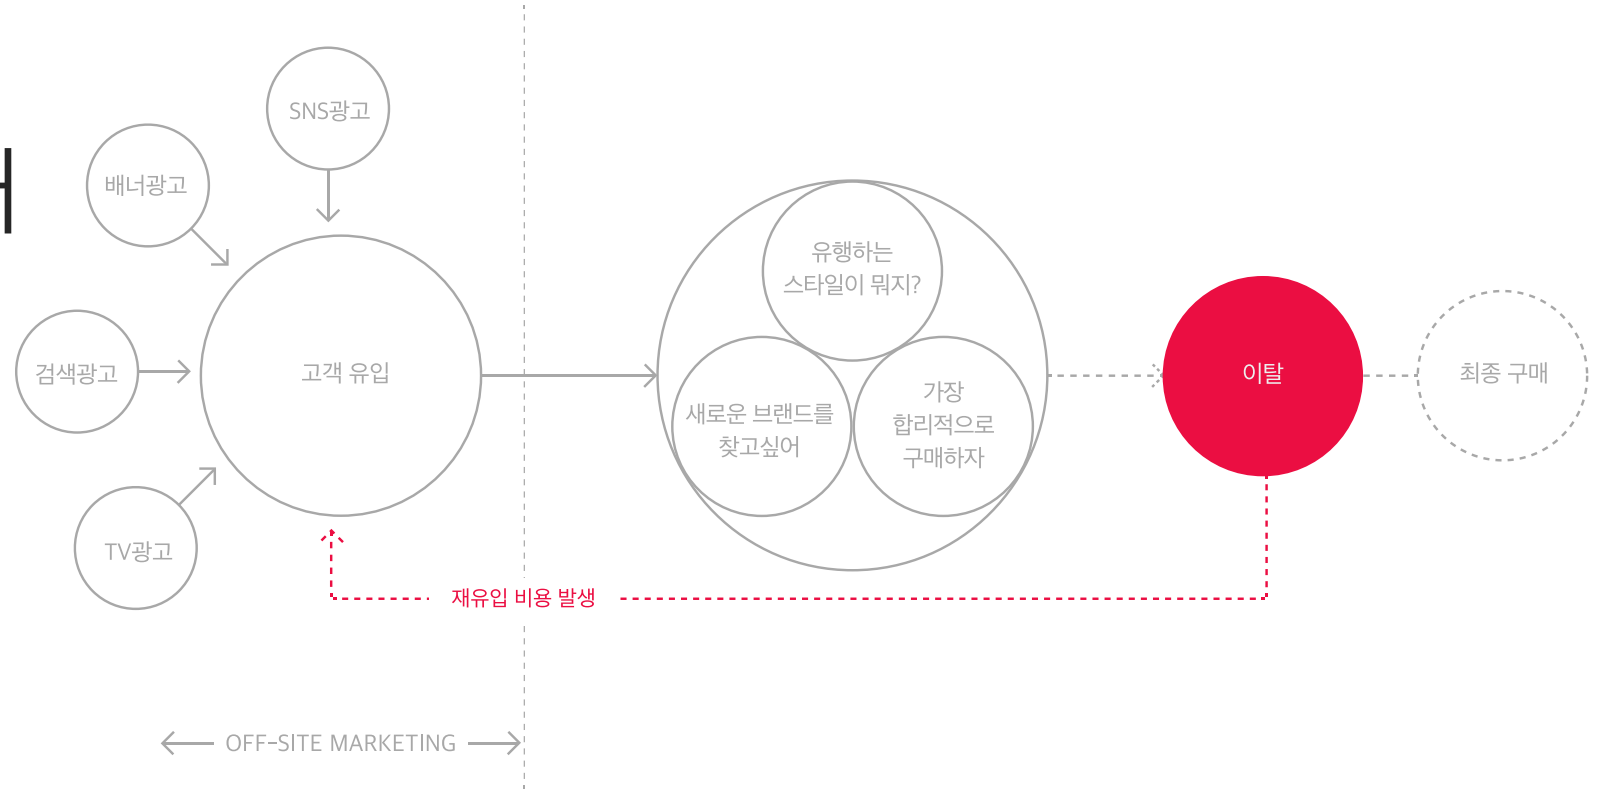 SNS광고
배너광고
검색광고
TV광고
고객 유입
유행하는
스타일이 뭐지?
새로운 브랜드를
찾고싶어
가장
합리적으로
구매하자
이탈
최종 구매
재유입 비용 발생
OFF-SITE MARKETING